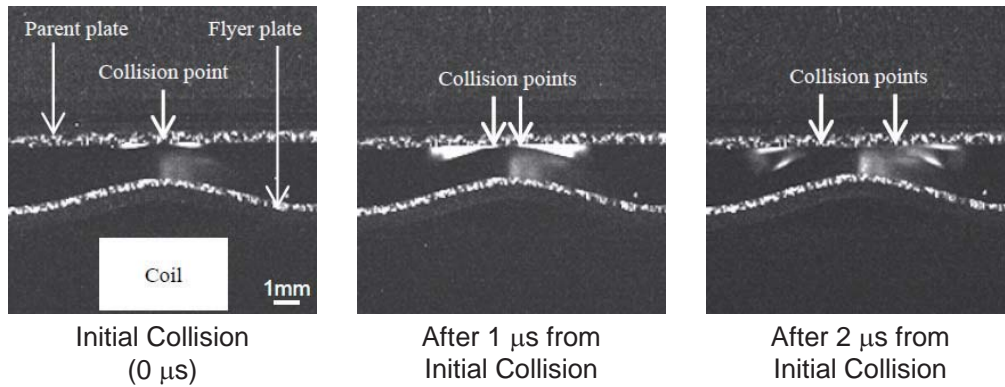 Parent plate
Flyer plate
Collision point
Coil
1mm
Initial Collision
(0 μs)
Collision points
After 1 μs from
Initial Collision
Collision points
After 2 μs from
Initial Collision